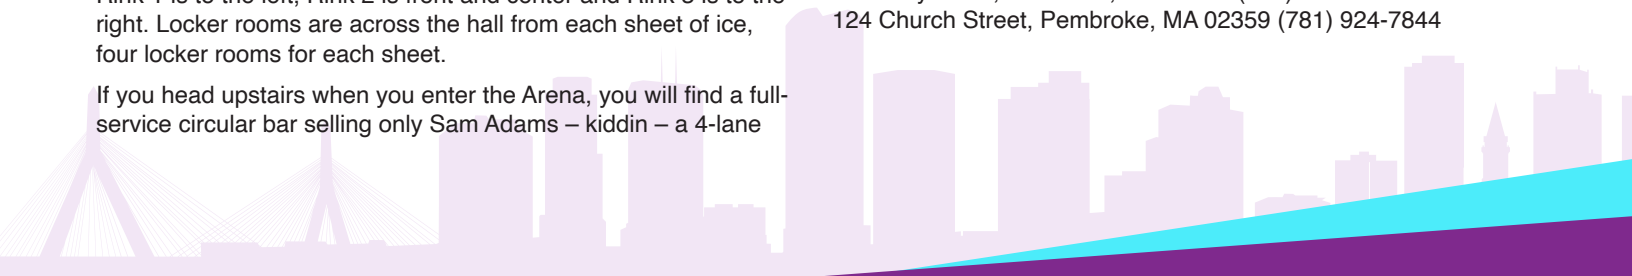 right. Locker rooms are across the hall from each sheet of ice,
four locker rooms for each sheet.
If you head upstairs when you enter the Arena, you will find a full-
service circular bar selling only Sam Adams – kiddin – a 4-lane
124 Church Street, Pembroke, MA 02359 (781) 924-7844